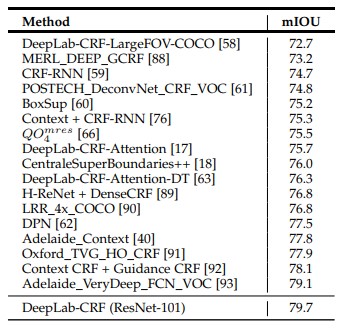 Method mIOU
DeepLab-CRF-LargeFOV-COCO [58] 72.7
MERL_DEEP_GCRF [88] 73.2
CRF-RNN [59] 74.7
POSTECH_DeconvNet_CRF_VOC [61] 74.8
BoxSup [60] 75.2
Context + CRF-RNN [76] 75.3
QO₄ᵐʳᵉˢ [66] 75.5
DeepLab-CRF-Attention [17] 75.7
CentraleSuperBoundaries++ [18] 76.0
DeepLab-CRF-Attention-DT [63] 76.3
H-ReNet + DenseCRF [89] 76.8
LRR_4x_COCO [90] 76.8
DPN [62] 77.5
Adelaide_Context [40] 77.8
Oxford_TVG_HO_CRF [91] 77.9
Context CRF + Guidance CRF [92] 78.1
Adelaide_VeryDeep_FCN_VOC [93] 79.1
DeepLab-CRF (ResNet-101) 79.7